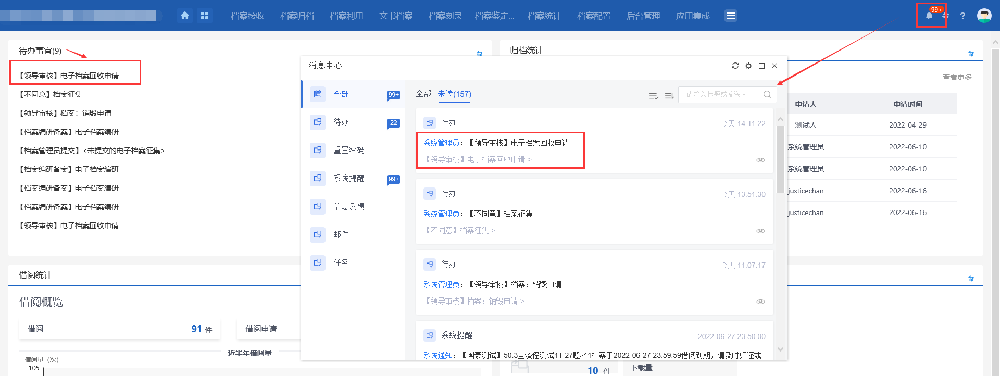 档案接收
档案归档
档案利用
文书档案
档案刻录
档案鉴定...
档案统计
档案配置
后台管理
应用集成
99+
?
待办事宜(9)
【领导审核】电子档案回收申请
【不同意】档案征集
【领导审核】档案：销毁申请
【档案编研备案】电子档案编研
【档案管理员提交】<未提交的电子档案征集>
【档案编研备案】电子档案编研
【档案编研备案】电子档案编研
【档案编研备案】电子档案编研
【领导审核】电子档案回收申请
借阅统计
借阅概览
借阅
91 件
借阅申请
近半年借阅量
借阅量（次）
105
消息中心
全部
99+
待办
22
重置密码
系统提醒
99+
信息反馈
邮件
任务
全部
未读(157)
请输入标题或发送人
待办
今天 14:11:22
系统管理员：【领导审核】电子档案回收申请
【领导审核】电子档案回收申请 >
待办
今天 13:51:30
系统管理员：【不同意】档案征集
【不同意】档案征集 >
待办
今天 11:07:17
系统管理员：【领导审核】档案：销毁申请
【领导审核】档案：销毁申请 >
系统提醒
2022-06-27 23:50:00
系统通知：【国泰测试】50.3全流程测试11-27题名1档案于2022-06-27 23:59:59借阅到期，请及时归还或
归档统计
查看更多
申请人
申请时间
测试人
2022-04-29
系统管理员
2022-06-10
系统管理员
2022-06-10
justicechan
2022-06-16
justicechan
2022-06-16
10 件
下载量